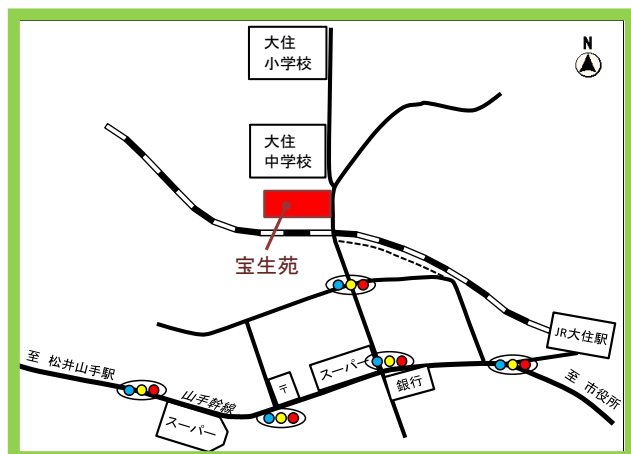 大住
小学校
N
大住
中学校
宝生苑
JR大住駅
至 松井山手駅
山手幹線
〒
スーパー
銀行
至 市役所
スーパー